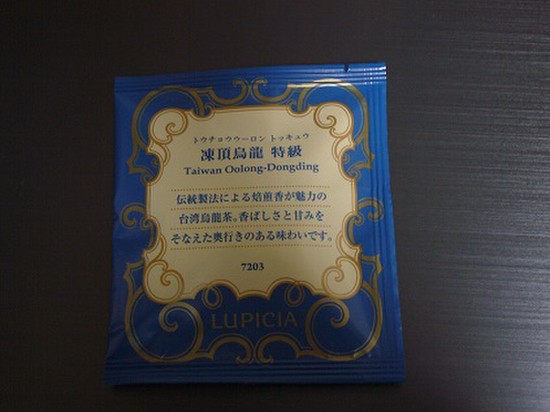 トウチョウウーロン トッキュウ
凍頂烏龍 特級
Taiwan Oolong-Dongding
伝統製法による焙煎香が魅力の
台湾烏龍茶。香ばしさと甘みを
そなえた奥行きのある味わいです。
7203
LUPICIA